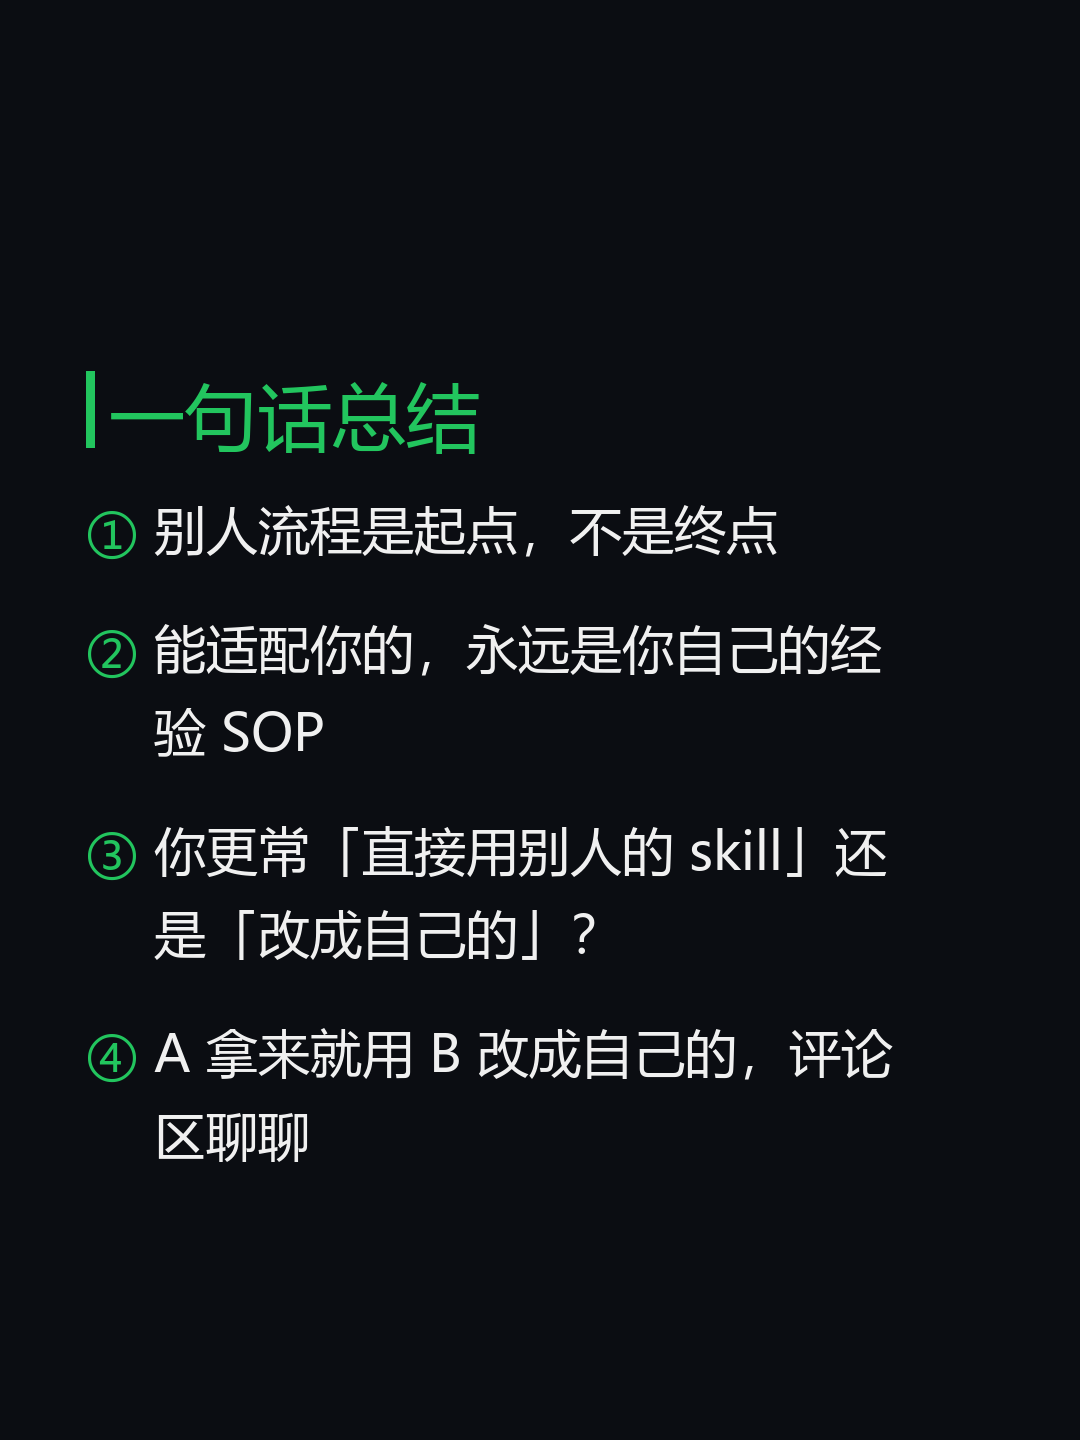 一句话总结
① 别人流程是起点，不是终点
② 能适配你的，永远是你自己的经
验 SOP
③ 你更常「直接用别人的 skill」还
是「改成自己的」？
④ A 拿来就用 B 改成自己的，评论
区聊聊